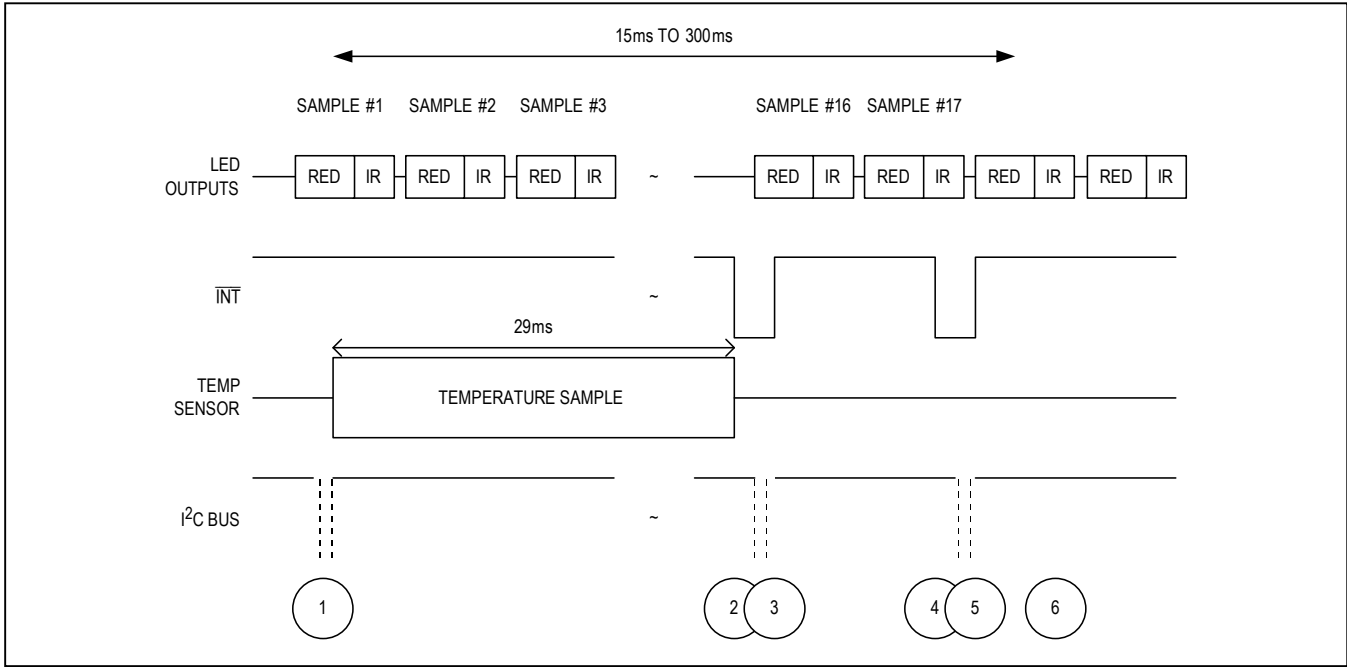 15ms TO 300ms
SAMPLE #1 SAMPLE #2 SAMPLE #3 SAMPLE #16 SAMPLE #17
LED
OUTPUTS
RED IR RED IR RED IR ~ RED IR RED IR RED IR RED IR
INT ~
29ms
TEMP
SENSOR
TEMPERATURE SAMPLE
I²C BUS ~
1 2 3 4 5 6